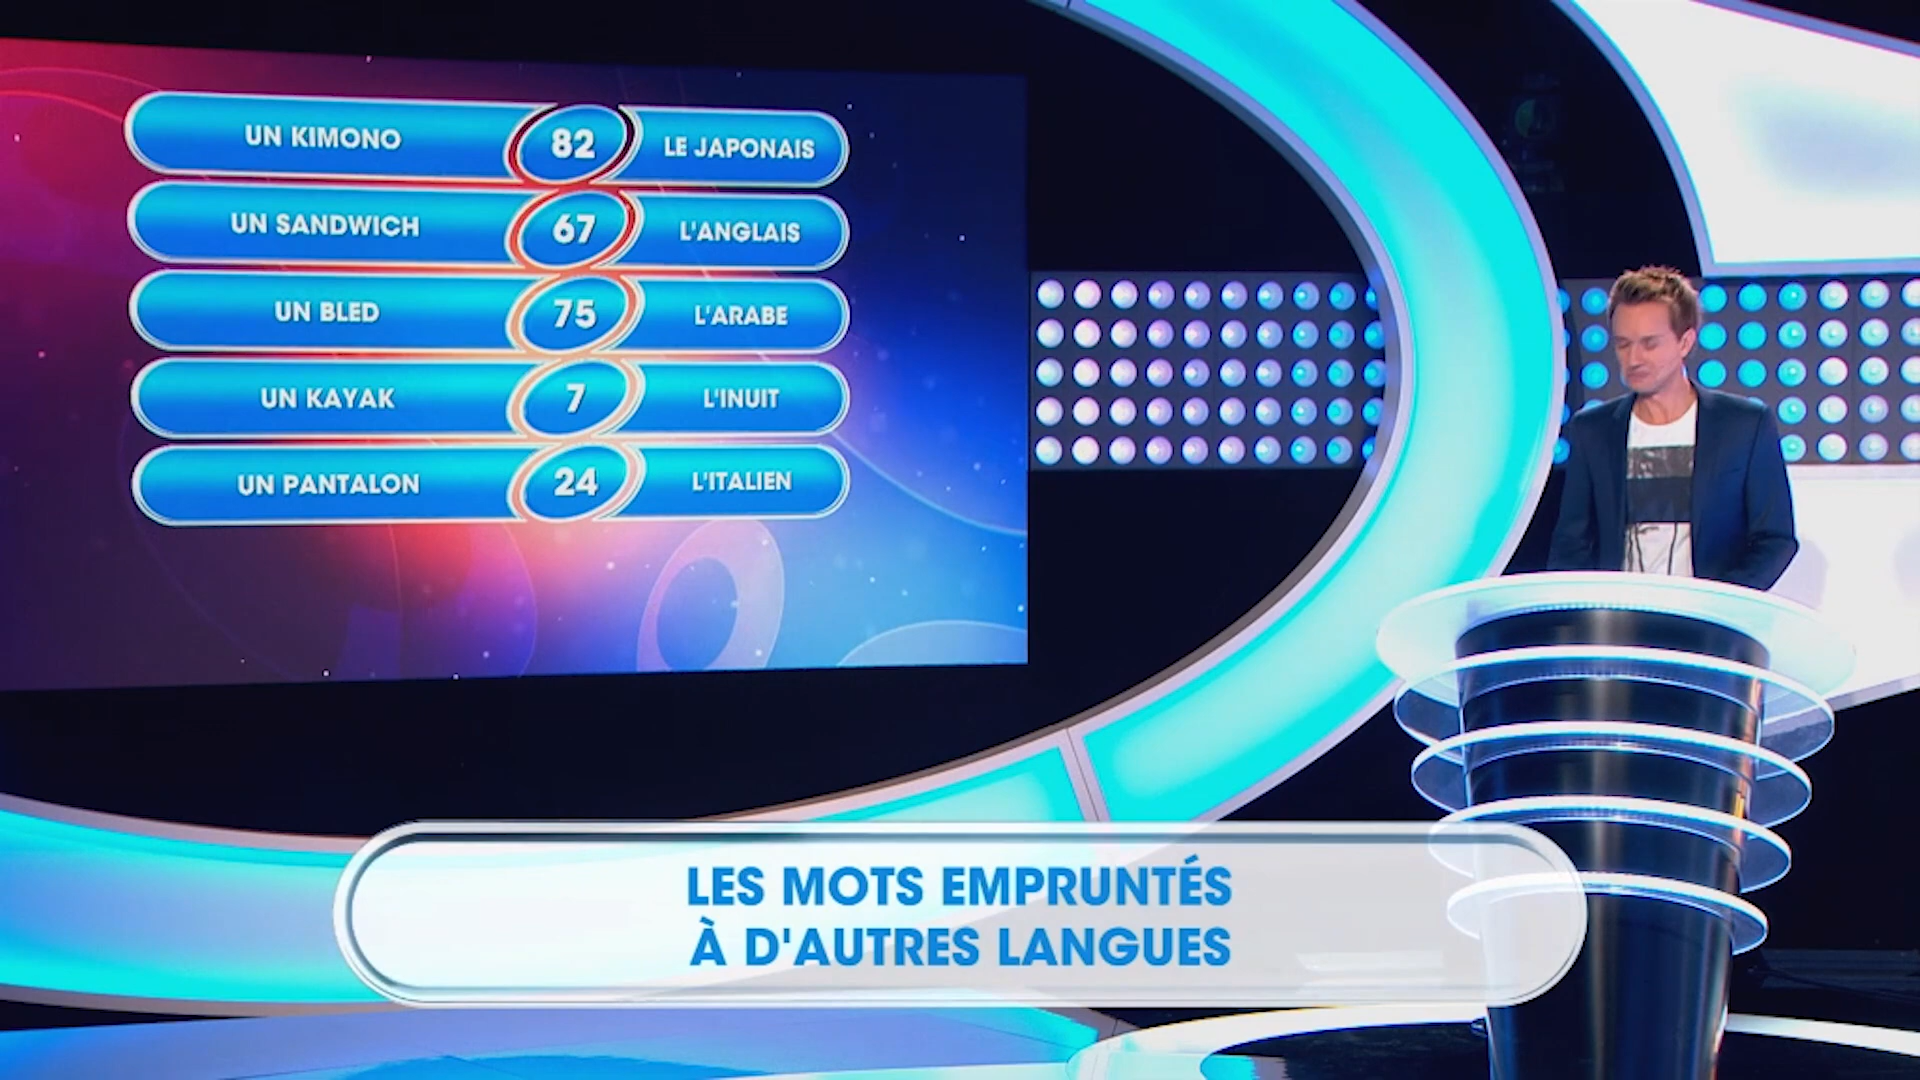 UN KIMONO 82 LE JAPONAIS
UN SANDWICH 67 L'ANGLAIS
UN BLED 75 L'ARABE
UN KAYAK 7 L'INUIT
UN PANTALON 24 L'ITALIEN
LES MOTS EMPRUNTÉS
À D'AUTRES LANGUES